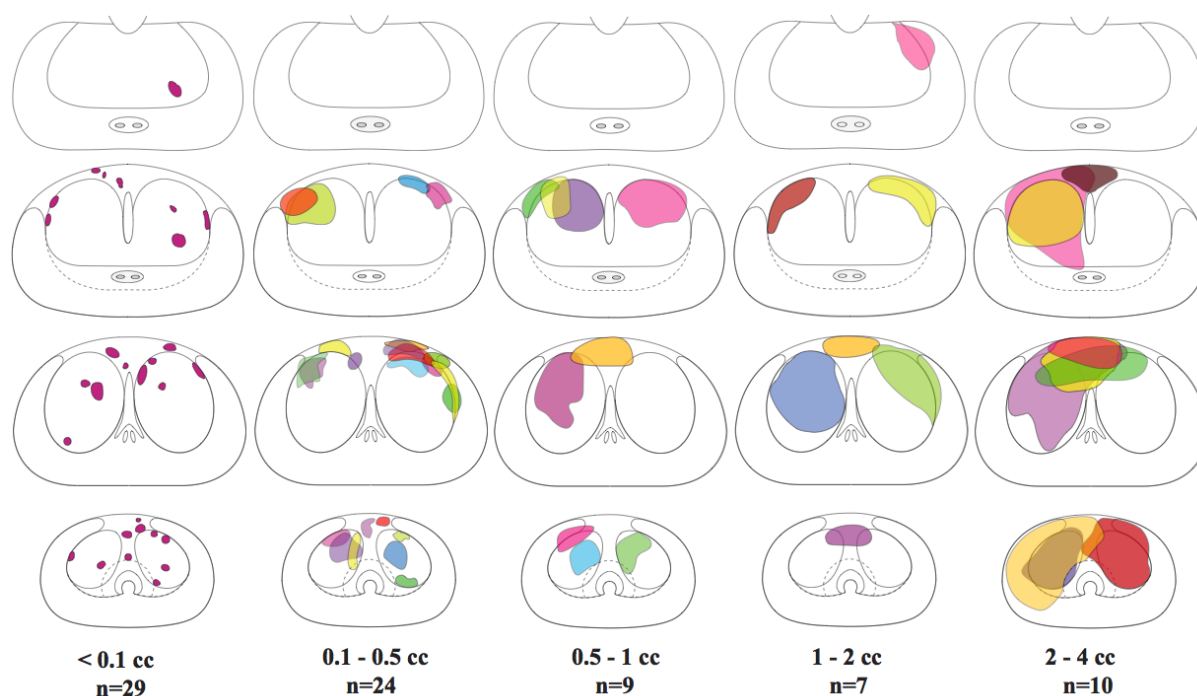 < 0.1 cc
n=29
0.1 - 0.5 cc
n=24
0.5 - 1 cc
n=9
1 - 2 cc
n=7
2 - 4 cc
n=10